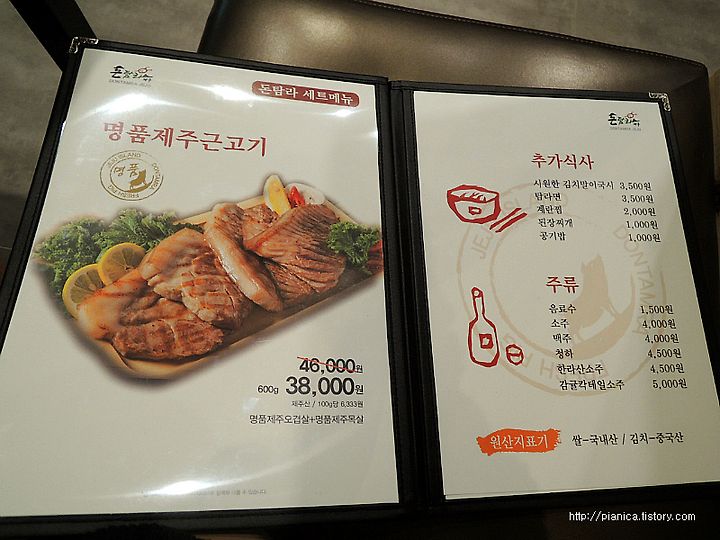 돈탐라
DONTAMRA JEJU
돈탐라 세트메뉴
명품제주근고기
JEJU ISLAND
명품
46,000원
600g 38,000원
제주산 / 100g당 6,333원
명품제주오겹살+명품제주목살
돈탐라
DONTAMRA JEJU
추가식사
시원한 김치말이국수 3,500원
탐라면 3,500원
계란찜 2,000원
된장찌개 1,000원
공기밥 1,000원
주류
음료수 1,500원
소주 4,000원
맥주 4,000원
청하 4,500원
한라산소주 4,500원
감귤칵테일소주 5,000원
원산지표기 쌀-국내산 / 김치-중국산
http://pianica.tistory.com